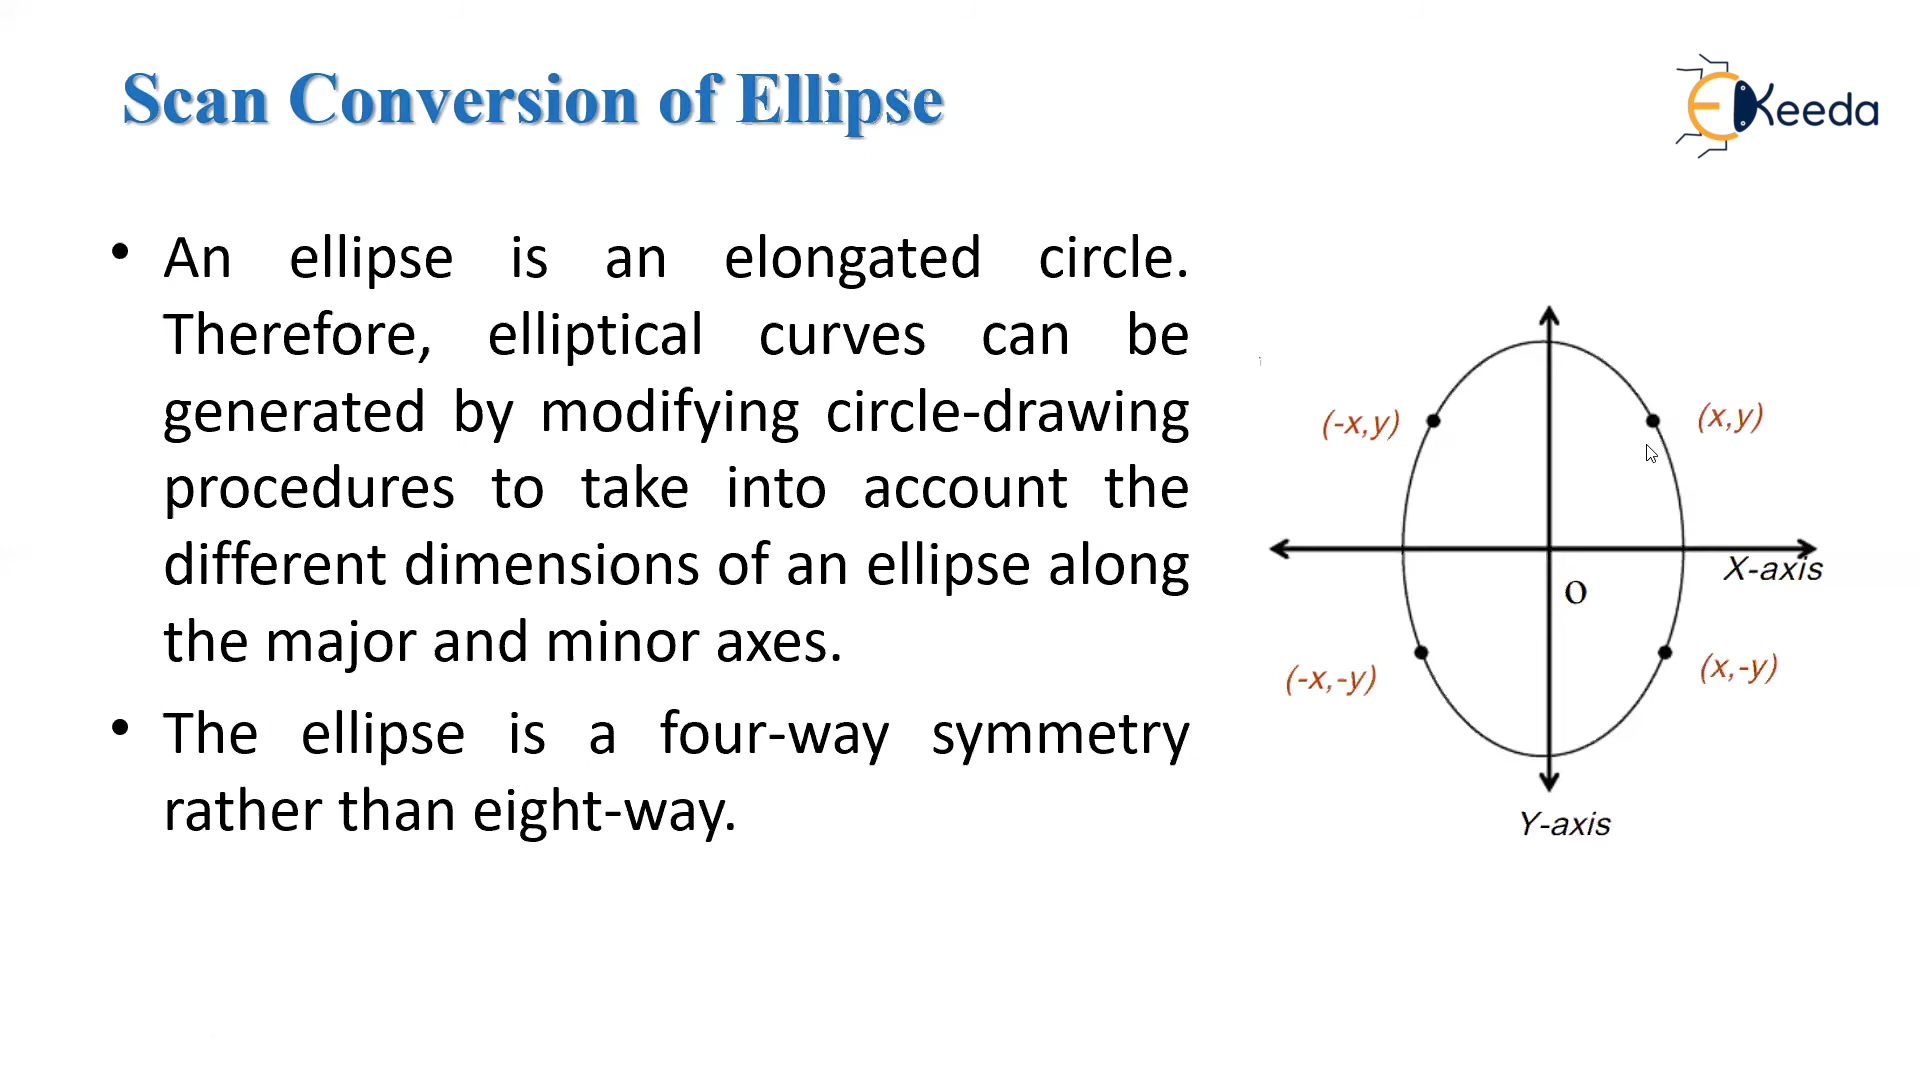 Scan Conversion of Ellipse
EKeeda
• An ellipse is an elongated circle.
Therefore, elliptical curves can be
generated by modifying circle-drawing
procedures to take into account the
different dimensions of an ellipse along
the major and minor axes.
• The ellipse is a four-way symmetry
rather than eight-way.
(-x,y)
(x,y)
X-axis
O
(-x,-y)
(x,-y)
Y-axis